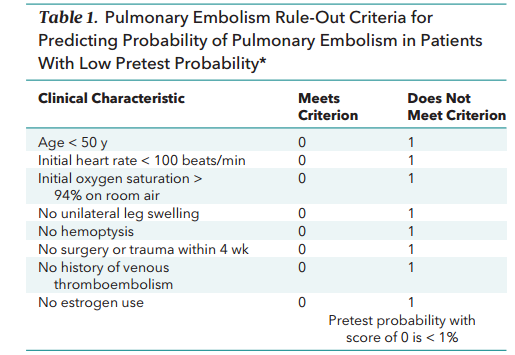 Table 1. Pulmonary Embolism Rule-Out Criteria for
Predicting Probability of Pulmonary Embolism in Patients
With Low Pretest Probability*
Clinical Characteristic Meets Criterion Does Not Meet Criterion
Age < 50 y 0 1
Initial heart rate < 100 beats/min 0 1
Initial oxygen saturation > 0 1
94% on room air
No unilateral leg swelling 0 1
No hemoptysis 0 1
No surgery or trauma within 4 wk 0 1
No history of venous 0 1
thromboembolism
No estrogen use 0 1
Pretest probability with
score of 0 is < 1%